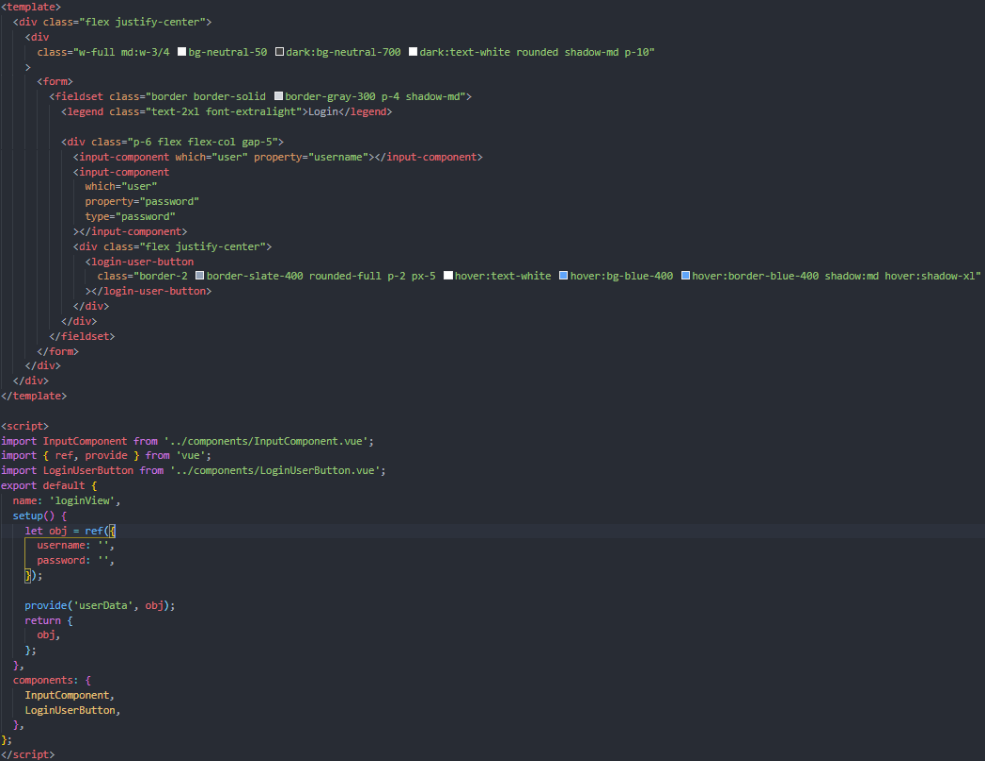 <template>
  <div class="flex justify-center">
    <div
      class="w-full md:w-3/4 bg-neutral-50 dark:bg-neutral-700 dark:text-white rounded shadow-md p-10"
    >
      <form>
        <fieldset class="border border-solid border-gray-300 p-4 shadow-md">
          <legend class="text-2xl font-extralight">Login</legend>

          <div class="p-6 flex flex-col gap-5">
            <input-component which="user" property="username"></input-component>
            <input-component
              which="user"
              property="password"
              type="password"
            ></input-component>
            <div class="flex justify-center">
              <login-user-button
                class="border-2 border-slate-400 rounded-full p-2 px-5 hover:text-white hover:bg-blue-400 hover:border-blue-400 shadow:md hover:shadow-xl"
              ></login-user-button>
            </div>
          </div>
        </fieldset>
      </form>
    </div>
  </div>
</template>

<script>
import InputComponent from '../components/InputComponent.vue';
import { ref, provide } from 'vue';
import LoginUserButton from '../components/LoginUserButton.vue';
export default {
  name: 'loginView',
  setup() {
    let obj = ref({
      username: '',
      password: '',
    });

    provide('userData', obj);
    return {
      obj,
    };
  },
  components: {
    InputComponent,
    LoginUserButton,
  },
};
</script>